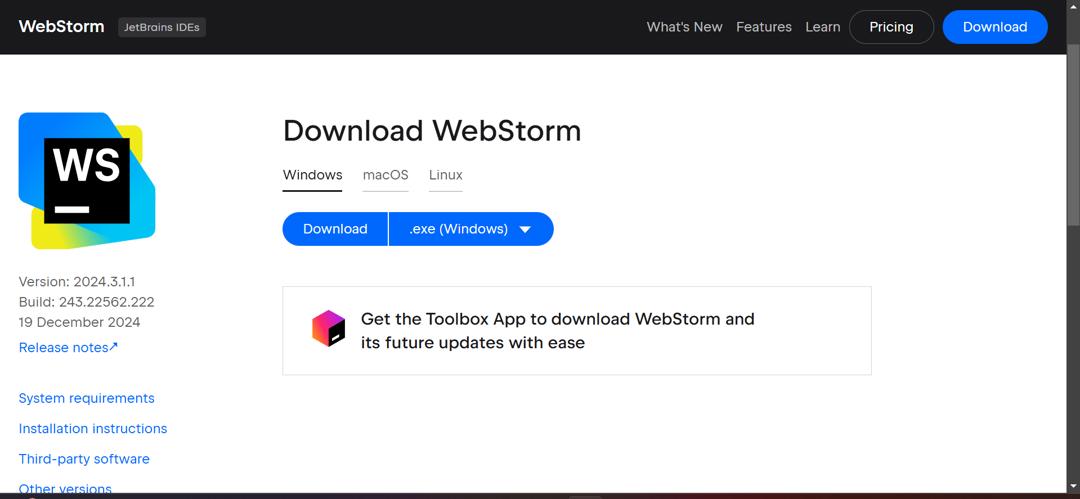 WebStorm JetBrains IDEs What's New Features Learn Pricing Download
WS
Download WebStorm
Windows macOS Linux
Download .exe (Windows)
Version: 2024.3.1.1
Build: 243.22562.222
19 December 2024
Release notes↗
Get the Toolbox App to download WebStorm and
its future updates with ease
System requirements
Installation instructions
Third-party software
Other versions